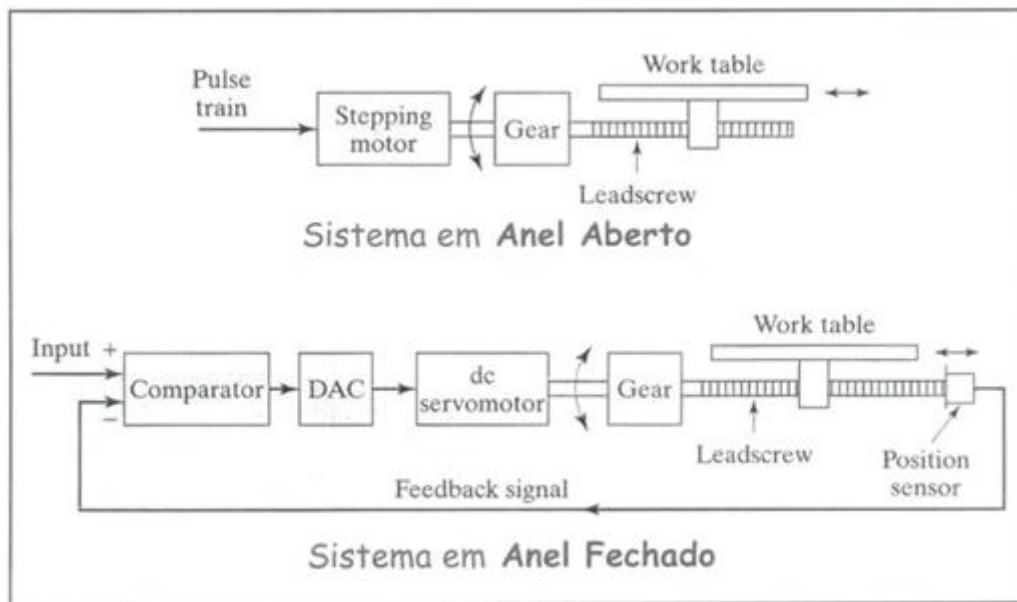 Work table
Pulse
train
Stepping
motor
Gear
Leadscrew
Sistema em Anel Aberto
Work table
Input +
Comparator
DAC
dc
servomotor
Gear
–
Leadscrew
Position
sensor
Feedback signal
Sistema em Anel Fechado